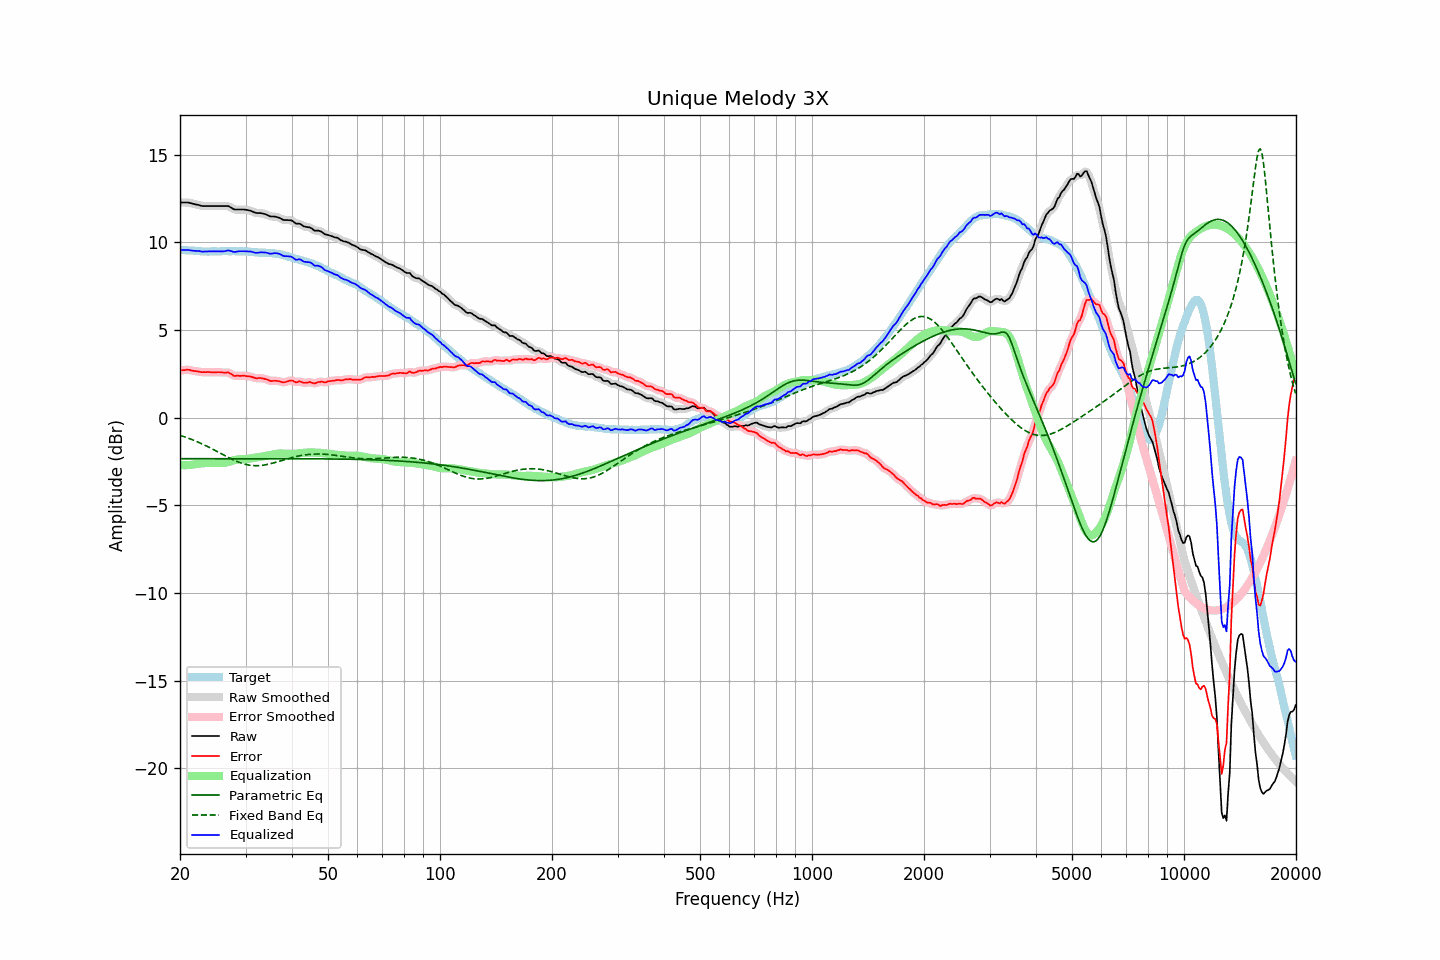 Unique Melody 3X
Amplitude (dBr)
15
10
5
0
−5
−10
−15
−20
Target
Raw Smoothed
Error Smoothed
Raw
Error
Equalization
Parametric Eq
Fixed Band Eq
Equalized
20 50 100 200 500 1000 2000 5000 10000 20000
Frequency (Hz)